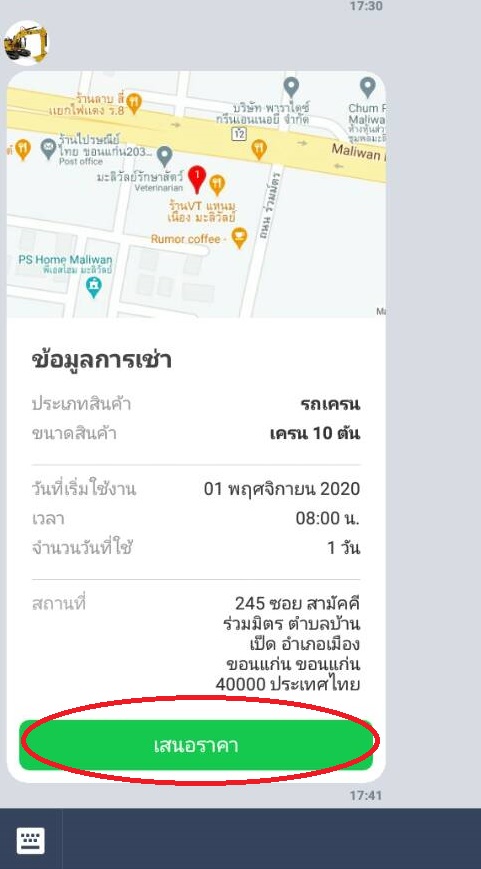 17:30
ร้านลาบ สี่
แยกไฟแดง ร.8
บริษัท พาราไดซ์
กรีนเอนเนอยี จำกัด
Chum P
Maliwa
12
ร้านไปรษณีย์
ไทย ขอนแก่น203...
Post office
Maliwan
มะลิวัลย์รักษาสัตว์
Veterinarian
1
ร้านVT แหนม
เนือง มะลิวัลย์
ถนน ร่วมมิตร
Rumor coffee
PS Home Maliwan
พีเอสโฮม มะลิวัลย์
Ma
ข้อมูลการเช่า
ประเภทสินค้า รถเครน
ขนาดสินค้า เครน 10 ตัน
วันที่เริ่มใช้งาน 01 พฤศจิกายน 2020
เวลา 08:00 น.
จำนวนวันที่ใช้ 1 วัน
สถานที่ 245 ซอย สามัคคี
ร่วมมิตร ตำบลบ้าน
เป็ด อำเภอเมือง
ขอนแก่น ขอนแก่น
40000 ประเทศไทย
เสนอราคา
17:41